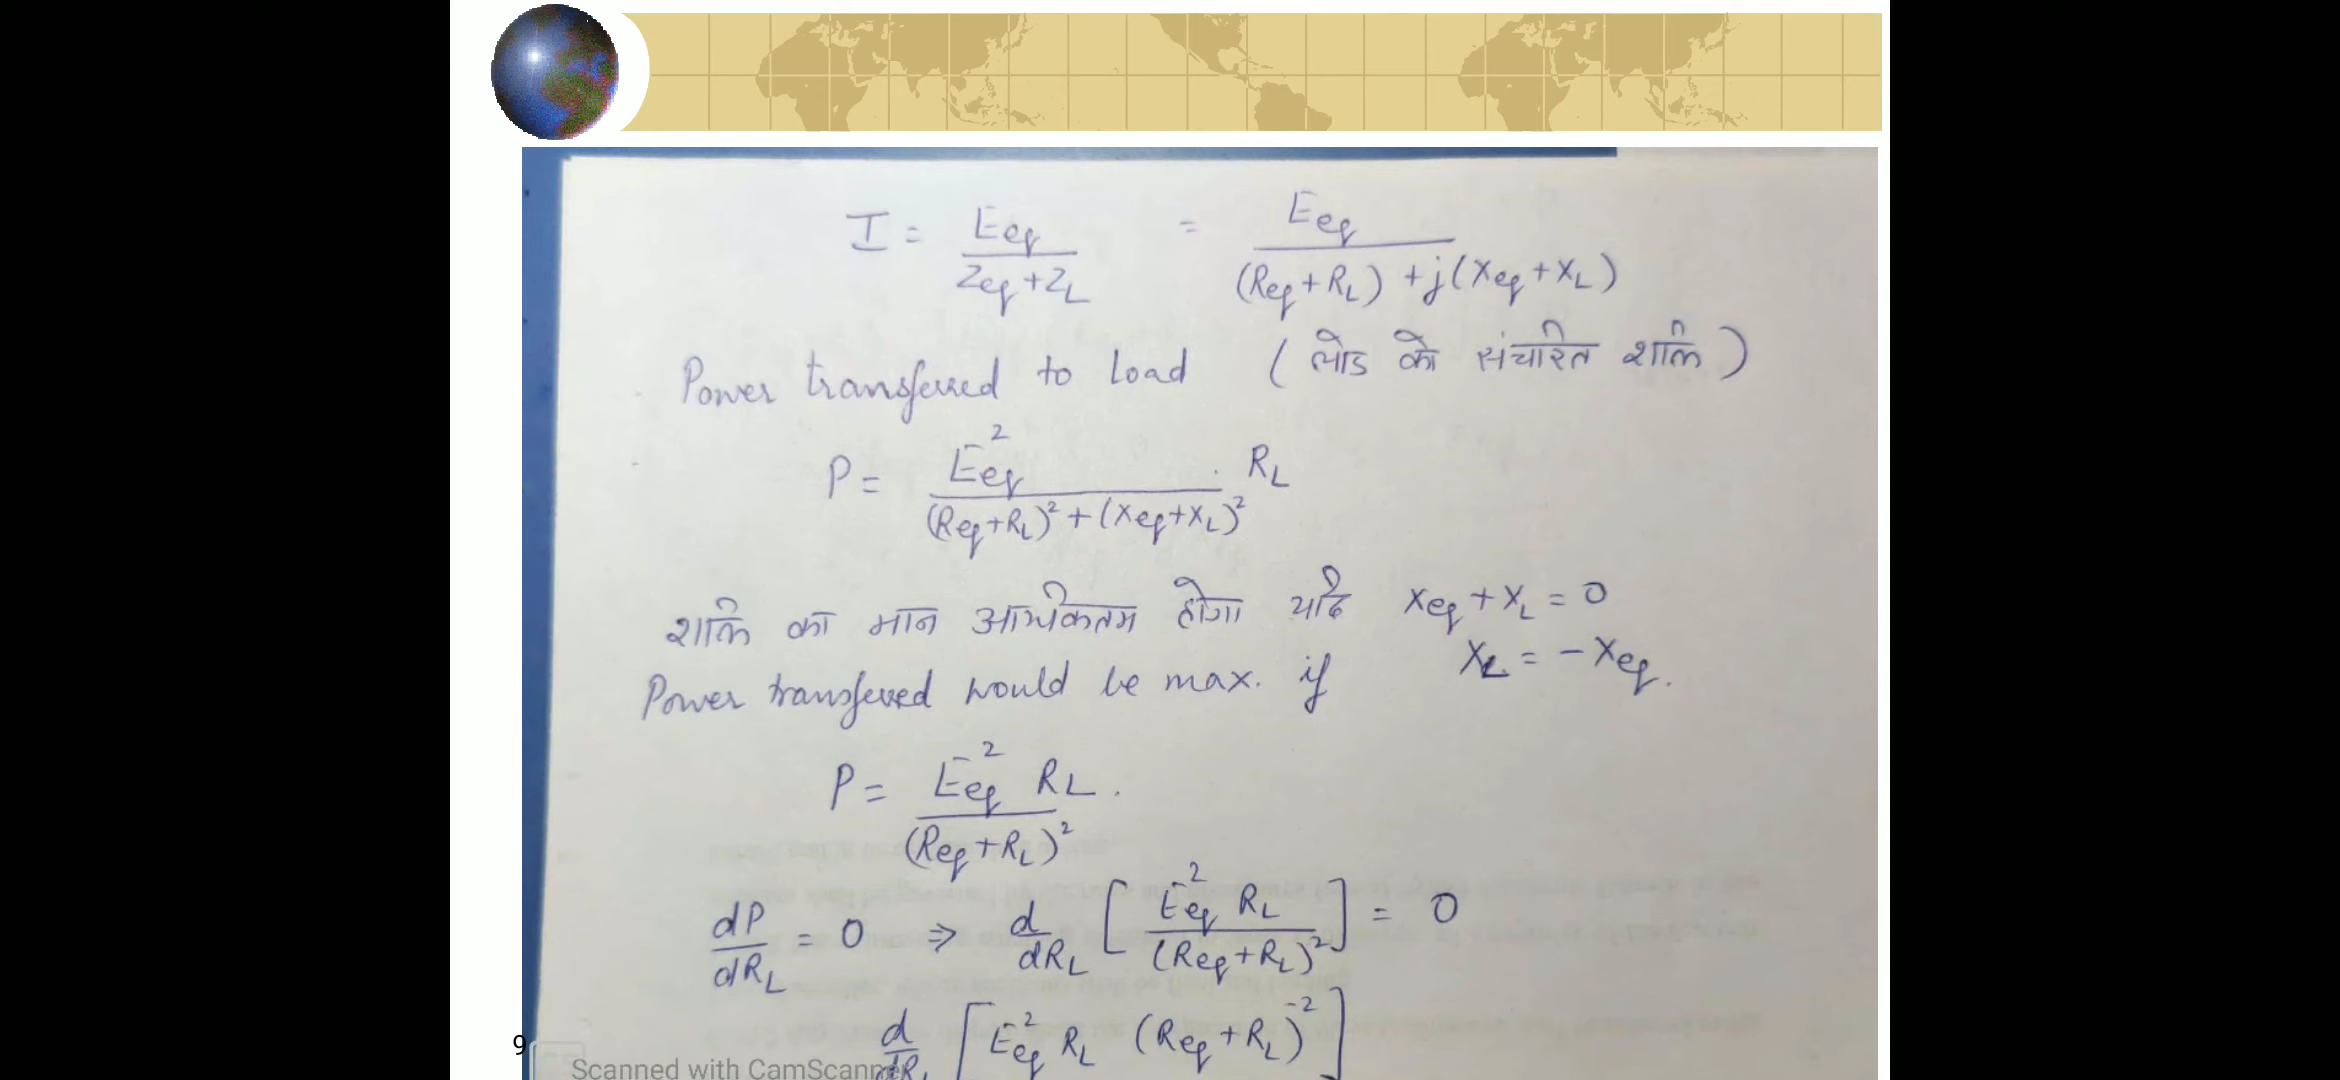 I = Eeq / (Zeq + ZL) = Eeq / ((Req + RL) + j(Xeq + XL))
Power transferred to Load (लोड को संचारित शक्ति)
P = Eeq² / ((Req+RL)² + (Xeq+XL)²) . RL
शक्ति का मान अधिकतम होगा यदि Xeq + XL = 0
XL = -Xeq.
Power transferred would be max. if
P = Eeq² RL / (Req+RL)² .
dP/dRL = 0 ⇒ d/dRL [Eeq² RL / (Req+RL)²] = 0
d/dRL [Eeq² RL (Req+RL)⁻²]
9
Scanned with CamScanner